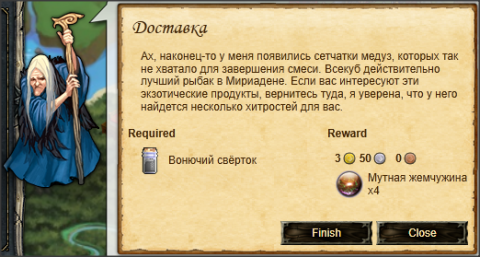 Доставка
Ах, наконец-то у меня появились сетчатки медуз, которых так
не хватало для завершения смеси. Всекуб действительно
лучший рыбак в Мириадене. Если вас интересуют эти
экзотические продукты, вернитесь туда, я уверена, что у него
найдется несколько хитростей для вас.
Required
Reward
Вонючий свёрток
3 50 0
Мутная жемчужина
x4
Finish
Close